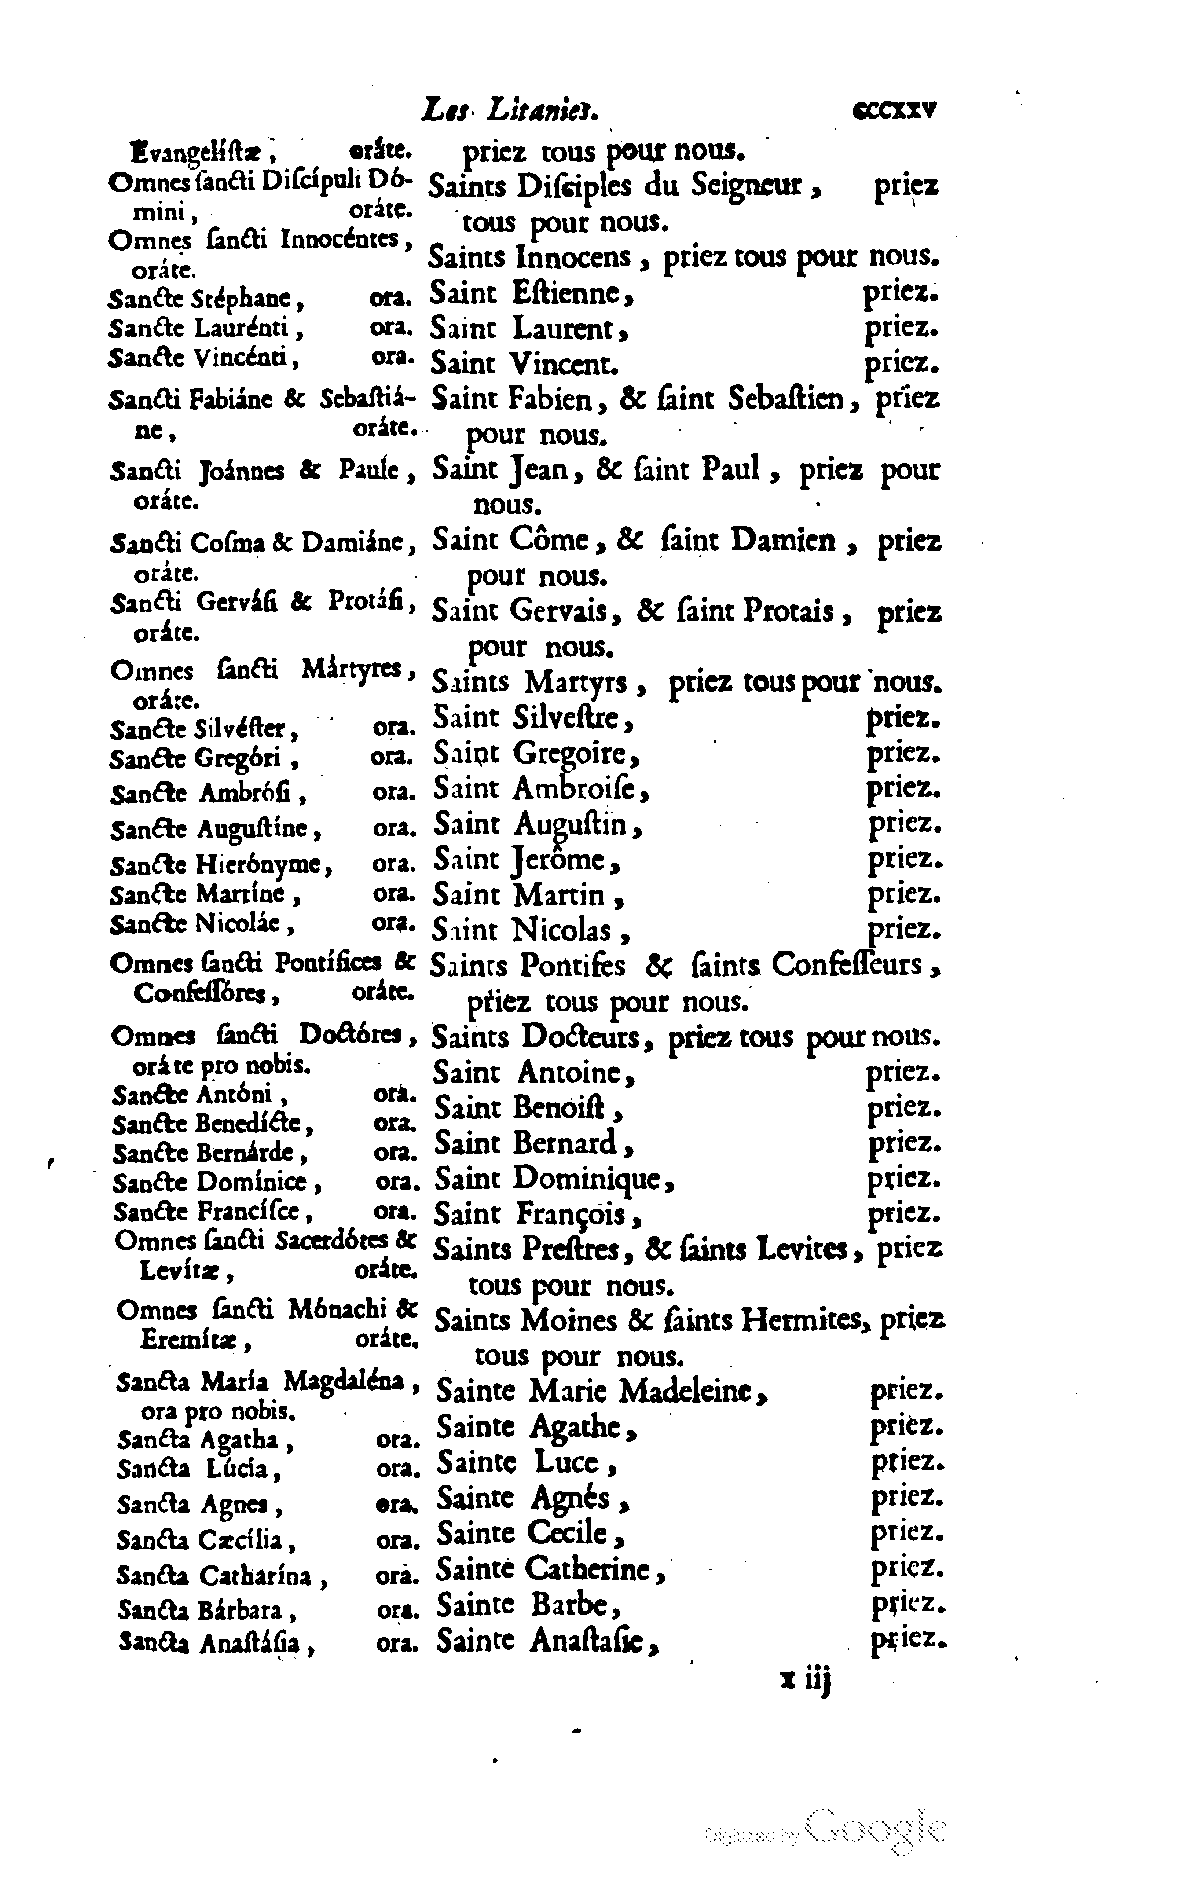 Les Litanies. cccxxv
Evangelíſtæ, oráte.
Omnes ſancti Diſcípuli Dó-
mini, oráte.
Omnes ſancti Innocéntes,
oráte.
Sancte Stéphane, ora.
Sancte Laurénti, ora.
Sancte Vincénti, ora.
Sancti Fabiáne & Sebaſtiá-
ne, oráte.
Sancti Joánnes & Paule,
oráte.
Sancti Coſma & Damiáne,
oráte.
Sancti Gerváſi & Protáſi,
oráte.
Omnes ſancti Mártyres,
oráte.
Sancte Silvéſter, ora.
Sancte Gregóri, ora.
Sancte Ambróſi, ora.
Sancte Auguſtíne, ora.
Sancte Hierónyme, ora.
Sancte Martíne, ora.
Sancte Nicoláe, ora.
Omnes ſancti Pontífices &
Confeſſóres, oráte.
Omnes ſancti Doctóres,
oráte pro nobis.
Sancte Antóni, ora.
Sancte Benedícte, ora.
Sancte Bernárde, ora.
Sancte Domínice, ora.
Sancte Francíſce, ora.
Omnes ſancti Sacerdótes &
Levítæ, oráte.
Omnes ſancti Mónachi &
Eremítæ, oráte.
Sancta María Magdaléna,
ora pro nobis.
Sancta Agatha, ora.
Sancta Lúcia, ora.
Sancta Agnes, ora.
Sancta Cæcília, ora.
Sancta Catharína, ora.
Sancta Bárbara, ora.
Sancta Anaſtáſia, ora.
priez tous pour nous.
Saints Diſciples du Seigneur, priez
tous pour nous.
Saints Innocens, priez tous pour nous.
Saint Eſtienne, priez.
Saint Laurent, priez.
Saint Vincent. priez.
Saint Fabien, & ſaint Sebaſtien, priez
pour nous.
Saint Jean, & ſaint Paul, priez pour
nous.
Saint Côme, & ſaint Damien, priez
pour nous.
Saint Gervais, & ſaint Protais, priez
pour nous.
Saints Martyrs, priez tous pour nous.
Saint Silveſtre, priez.
Saint Gregoire, priez.
Saint Ambroiſe, priez.
Saint Auguſtin, priez.
Saint Jerôme, priez.
Saint Martin, priez.
Saint Nicolas, priez.
Saints Pontifes & ſaints Confeſſeurs,
priez tous pour nous.
Saints Docteurs, priez tous pour nous.
Saint Antoine, priez.
Saint Benoiſt, priez.
Saint Bernard, priez.
Saint Dominique, priez.
Saint François, priez.
Saints Preſtres, & ſaints Levites, priez
tous pour nous.
Saints Moines & ſaints Hermites, priez
tous pour nous.
Sainte Marie Madeleine, priez.
Sainte Agathe, priez.
Sainte Luce, priez.
Sainte Agnès, priez.
Sainte Cecile, priez.
Sainte Catherine, priez.
Sainte Barbe, priez.
Sainte Anaſtaſie, priez.
x iij
Digitized by Google